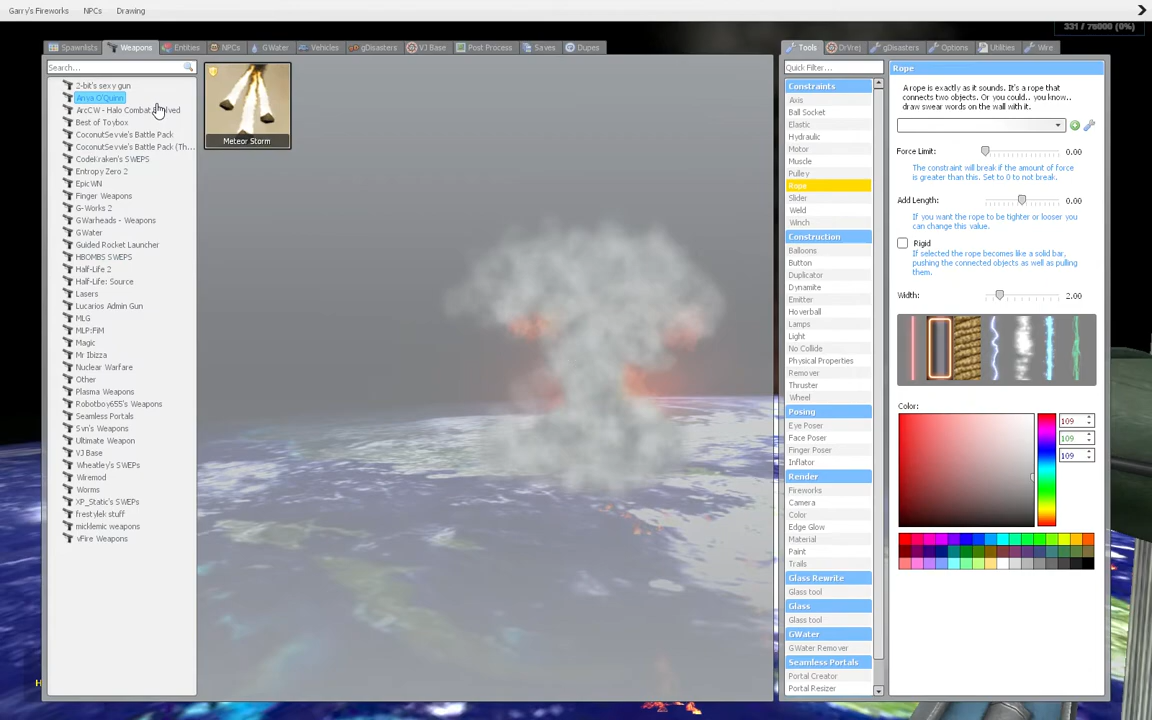 Garry's Fireworks NPCs Drawing
331 / 75000 (0%)
Spawnlists Weapons Entities NPCs GWater Vehicles gDisasters VJ Base Post Process Saves Dupes
Tools DrVrej gDisasters Options Utilities Wire
Search...
2-bit's sexy gun
Anya O'Quinn
ArcCW - Halo Combat
Best of Toybox
CoconutSevvie's Battle Pack
CoconutSevvie's Battle Pack (Th...
CodeKraken's SWEPS
Entropy Zero 2
EpicWN
Finger Weapons
G-Works 2
GWarheads - Weapons
GWater
Guided Rocket Launcher
HBOMBS SWEPS
Half-Life 2
Half-Life: Source
Lasers
Lucarios Admin Gun
MLG
MLP:FiM
Magic
Mr Ibizza
Nuclear Warfare
Other
Plasma Weapons
Robotboy655's Weapons
Seamless Portals
Svn's Weapons
Ultimate Weapon
VJ Base
Wheatley's SWEPs
Wiremod
Worms
XP_Static's SWEPs
frestylek stuff
micklemic weapons
vFire Weapons
Meteor Storm
Quick Filter...
Constraints
Axis
Ball Socket
Elastic
Hydraulic
Motor
Muscle
Pulley
Rope
Slider
Weld
Winch
Construction
Balloons
Button
Duplicator
Dynamite
Emitter
Hoverball
Lamps
Light
No Collide
Physical Properties
Remover
Thruster
Wheel
Posing
Eye Poser
Face Poser
Finger Poser
Inflator
Render
Fireworks
Camera
Color
Edge Glow
Material
Paint
Trails
Glass Rewrite
Glass tool
Glass
Glass tool
GWater
GWater Remover
Seamless Portals
Portal Creator
Portal Resizer
Rope
A rope is exactly as it sounds. It's a rope that
connects two objects. Or you could.. you know..
draw swear words on the wall with it.
Force Limit: 0.00
The constraint will break if the amount of force
is greater than this. Set to 0 to not break.
Add Length: 0.00
If you want the rope to be tighter or looser you
can change this value.
Rigid
If selected the rope becomes like a solid bar,
pushing the connected objects as well as pulling
them.
Width: 2.00
Color:
109
109
109
H